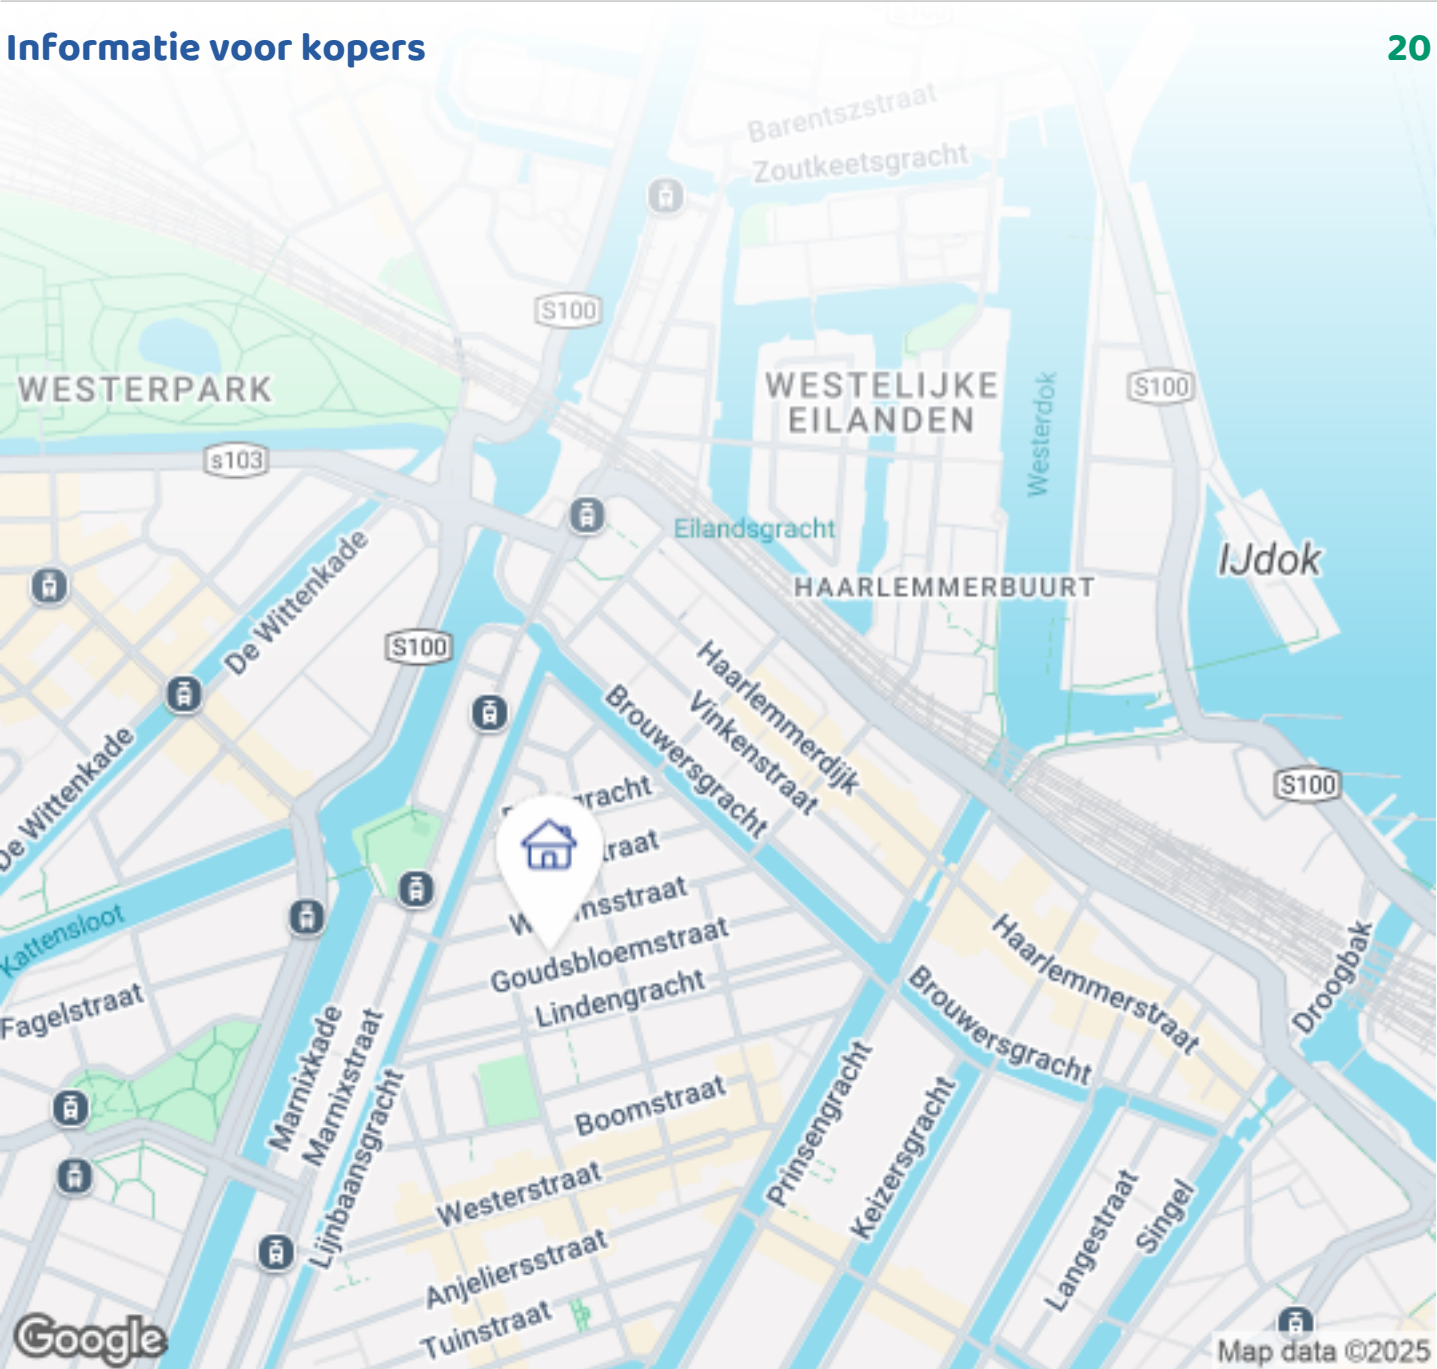 Informatie voor kopers
20
S100
Barentszstraat
Zoutkeetsgracht
S100
WESTERPARK
WESTELIJKE
EILANDEN
Westerdok
S100
s103
Eilandsgracht
IJdok
HAARLEMMERBUURT
De Wittenkade
S100
Haarlemmerdijk
Vinkenstraat
Brouwersgracht
De Wittenkade
S100
Goudsbloemstraat
Lindengracht
Kattensloot
Fagelstraat
Haarlemmerstraat
Droogbak
Brouwersgracht
Marnixkade
Marnixstraat
Lijnbaansgracht
Boomstraat
Prinsengracht
Keizersgracht
Westerstraat
Langestraat
Singel
Anjeliersstraat
Tuinstraat
Google
Map data ©2025